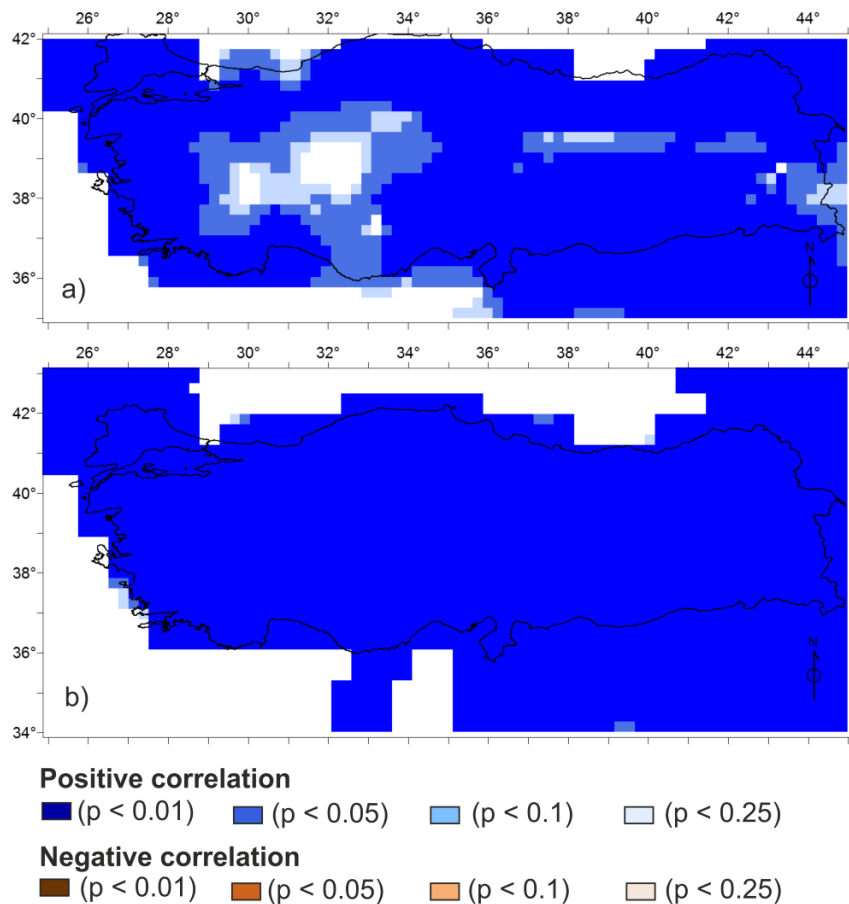 26° 28° 30° 32° 34° 36° 38° 40° 42° 44°
42°
40°
38°
36°
a)
N
26° 28° 30° 32° 34° 36° 38° 40° 42° 44°
42°
40°
38°
36°
34°
b)
N
Positive correlation
(p < 0.01) (p < 0.05) (p < 0.1) (p < 0.25)
Negative correlation
(p < 0.01) (p < 0.05) (p < 0.1) (p < 0.25)